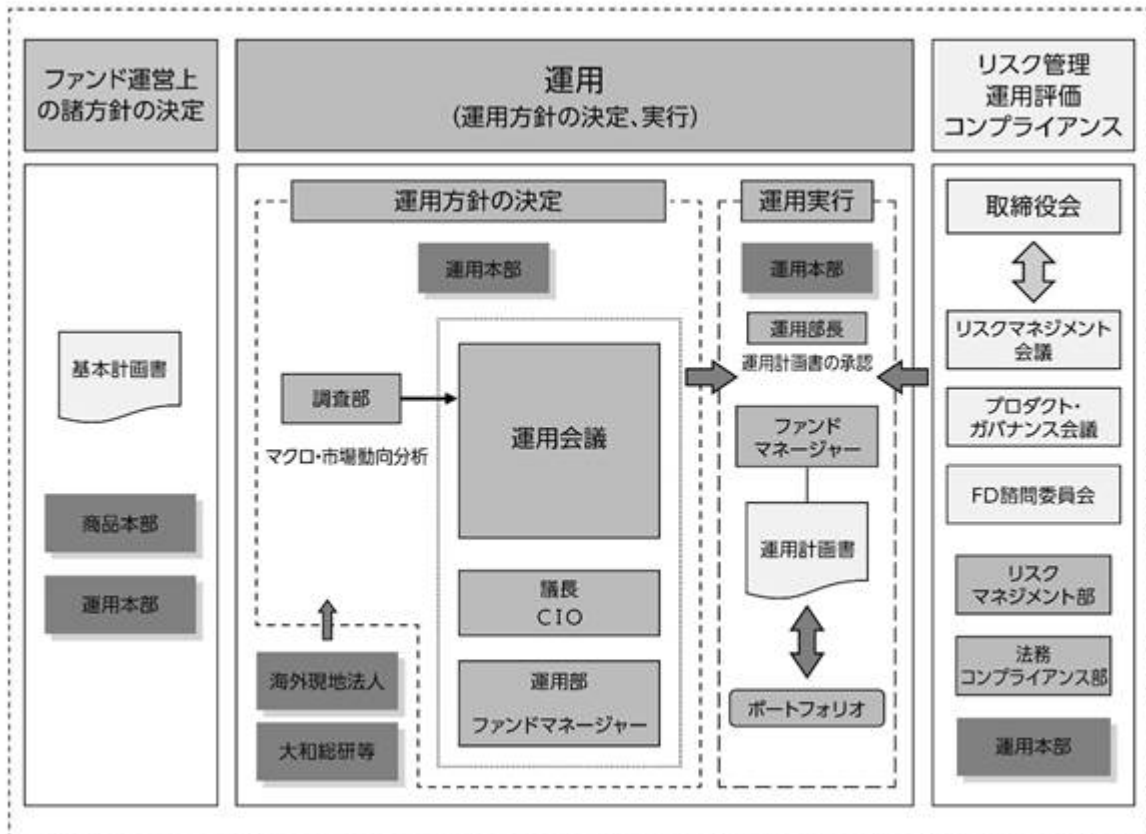 ファンド運営上
の諸方針の決定
運用
(運用方針の決定、実行)
リスク管理
運用評価
コンプライアンス
基本計画書
商品本部
運用本部
運用方針の決定
運用本部
調査部
マクロ・市場動向分析
運用会議
議長
CIO
運用部
ファンドマネージャー
海外現地法人
大和総研等
運用実行
運用本部
運用部長
運用計画書の承認
ファンド
マネージャー
運用計画書
ポートフォリオ
取締役会
リスクマネジメント
会議
プロダクト・
ガバナンス会議
FD諮問委員会
リスク
マネジメント部
法務
コンプライアンス部
運用本部